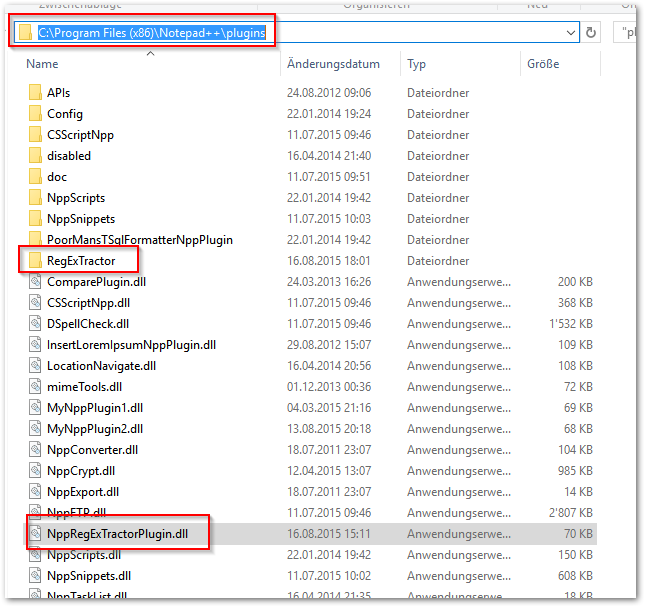 Zwischenablage Organisieren Neu
C:\Program Files (x86)\Notepad++\plugins "pl
Name Änderungsdatum Typ Größe
APIs 24.08.2012 09:06 Dateiordner
Config 22.01.2014 19:24 Dateiordner
CSScriptNpp 11.07.2015 09:46 Dateiordner
disabled 16.04.2014 21:40 Dateiordner
doc 11.07.2015 09:51 Dateiordner
NppScripts 22.01.2014 19:42 Dateiordner
NppSnippets 11.07.2015 10:03 Dateiordner
PoorMansTSqlFormatterNppPlugin 22.01.2014 19:42 Dateiordner
RegExTractor 16.08.2015 18:01 Dateiordner
ComparePlugin.dll 24.03.2013 16:26 Anwendungserwe... 200 KB
CSScriptNpp.dll 11.07.2015 09:46 Anwendungserwe... 368 KB
DSpellCheck.dll 11.07.2015 09:46 Anwendungserwe... 1'532 KB
InsertLoremIpsumNppPlugin.dll 29.08.2012 15:07 Anwendungserwe... 109 KB
LocationNavigate.dll 16.04.2014 20:56 Anwendungserwe... 108 KB
mimeTools.dll 01.12.2013 00:36 Anwendungserwe... 72 KB
MyNppPlugin1.dll 04.03.2015 21:16 Anwendungserwe... 69 KB
MyNppPlugin2.dll 13.08.2015 20:18 Anwendungserwe... 68 KB
NppConverter.dll 18.07.2011 23:07 Anwendungserwe... 104 KB
NppCrypt.dll 12.04.2015 13:07 Anwendungserwe... 985 KB
NppExport.dll 18.07.2011 23:07 Anwendungserwe... 14 KB
NppFTP.dll 11.07.2015 09:46 Anwendungserwe... 2'807 KB
NppRegExTractorPlugin.dll 16.08.2015 15:11 Anwendungserwe... 70 KB
NppScripts.dll 22.01.2014 19:42 Anwendungserwe... 150 KB
NppSnippets.dll 11.07.2015 10:02 Anwendungserwe... 608 KB
NppTaskList.dll 16.04.2014 21:35 Anwendungserwe... 18 KB